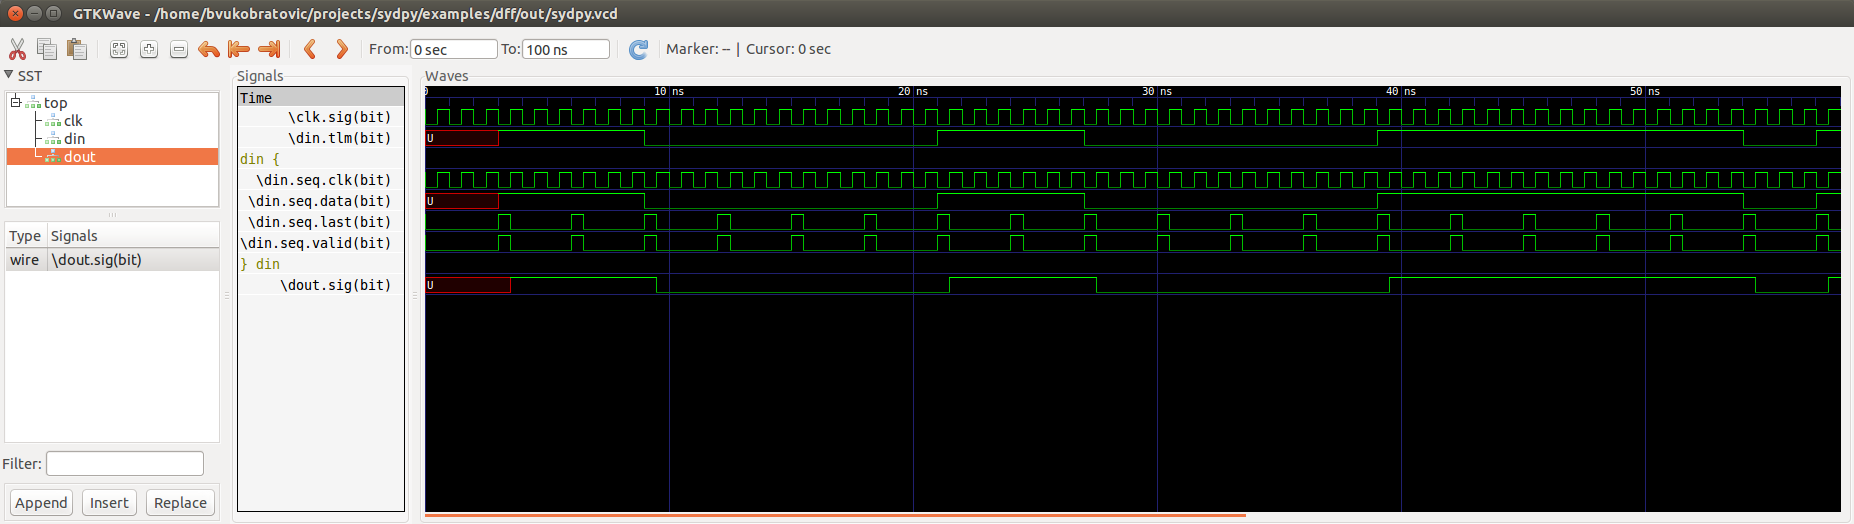 GTKWave - /home/bvukobratovic/projects/sydpy/examples/dff/out/sydpy.vcd
From: 0 sec To: 100 ns Marker: -- | Cursor: 0 sec
SST
top
clk
din
dout
Type Signals
wire \dout.sig(bit)
Filter:
Append Insert Replace
Signals
Time
\clk.sig(bit)
\din.tlm(bit)
din {
\din.seq.clk(bit)
\din.seq.data(bit)
\din.seq.last(bit)
\din.seq.valid(bit)
} din
\dout.sig(bit)
Waves
0 10 ns 20 ns 30 ns 40 ns 50 ns
U
U
U